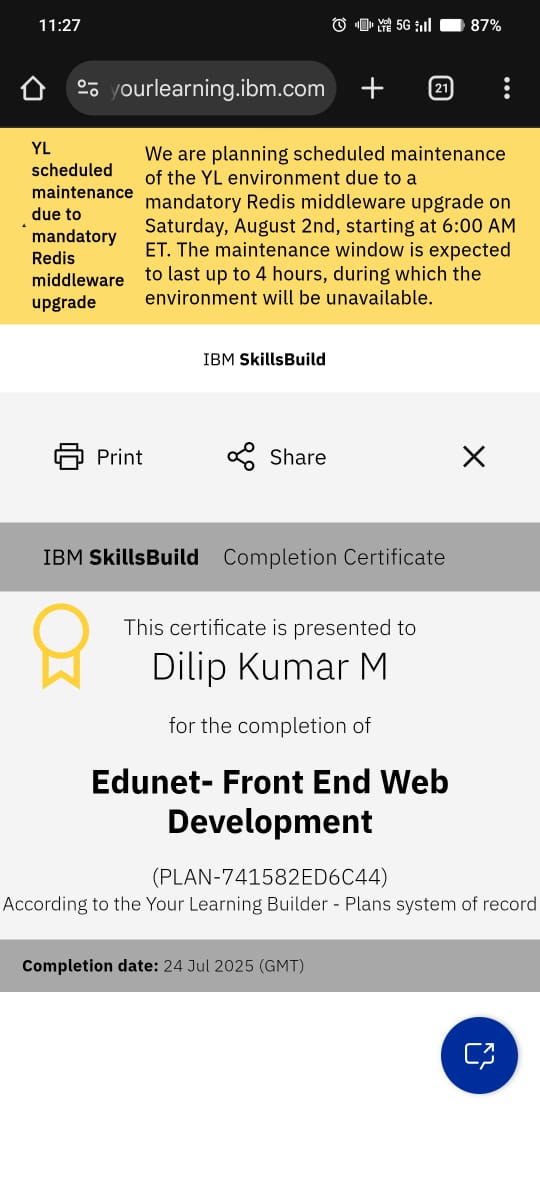 11:27
Vo) LTE 5G 87%
yourlearning.ibm.com
21
YL
scheduled
maintenance
due to
mandatory
Redis
middleware
upgrade
We are planning scheduled maintenance
of the YL environment due to a
mandatory Redis middleware upgrade on
Saturday, August 2nd, starting at 6:00 AM
ET. The maintenance window is expected
to last up to 4 hours, during which the
environment will be unavailable.
IBM SkillsBuild
Print
Share
IBM SkillsBuild Completion Certificate
This certificate is presented to
Dilip Kumar M
for the completion of
Edunet- Front End Web
Development
(PLAN-741582ED6C44)
According to the Your Learning Builder - Plans system of record
Completion date: 24 Jul 2025 (GMT)